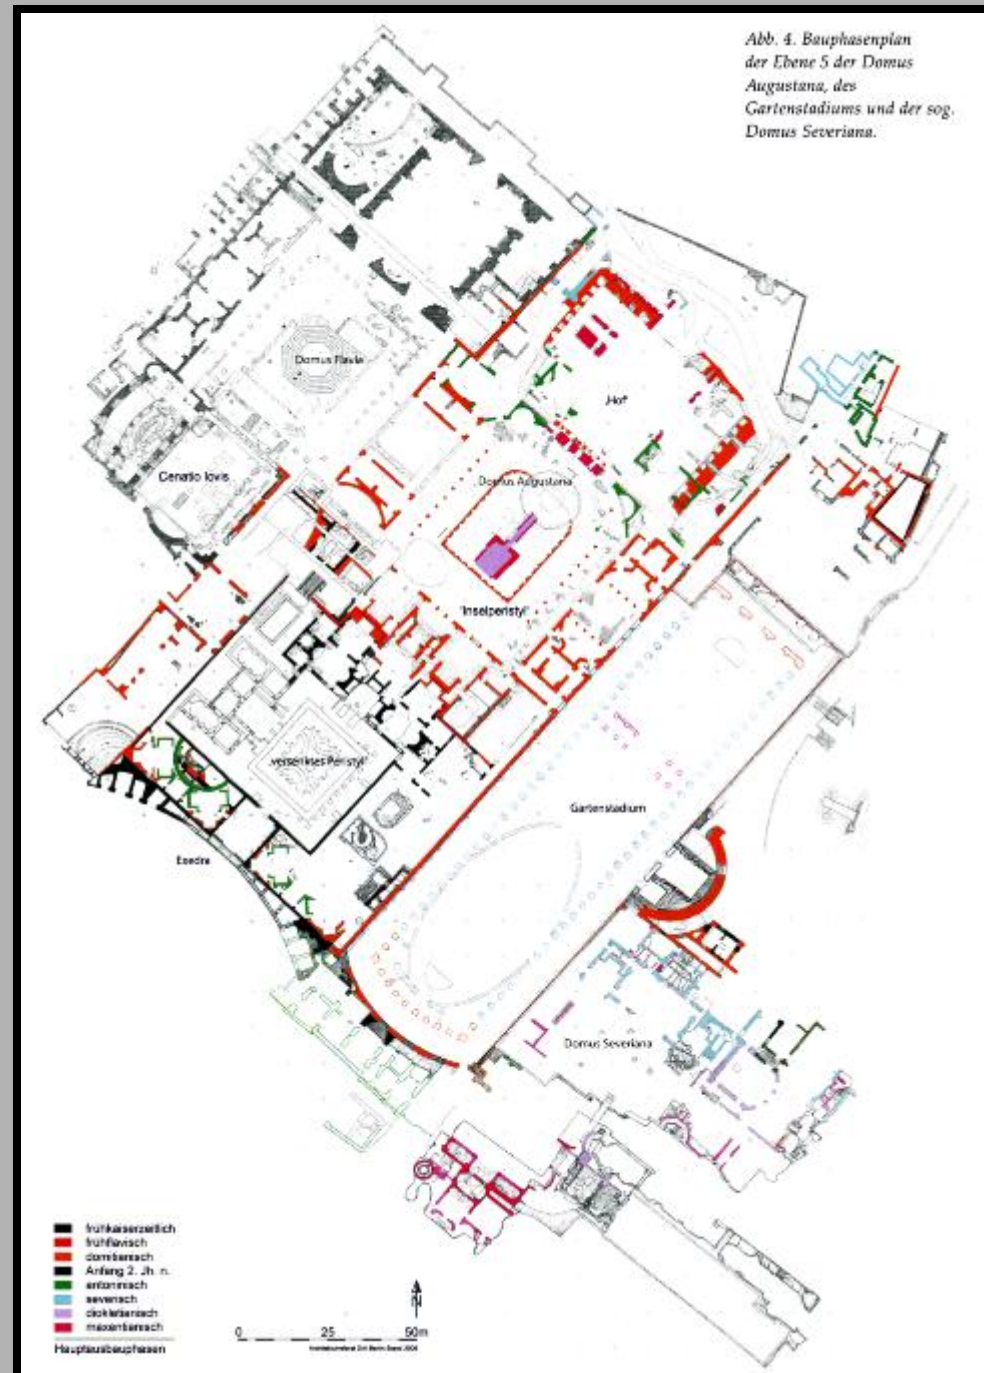 Abb. 4. Bauphasenplan
der Ebene 5 der Domus
Augustana, des
Gartenstadiums und der sog.
Domus Severiana.
Domus Flavia
„Hof“
Cenatio Iovis
Domus Augustana
'Inselperistyl'
„versenktes Peristyl“
Gartenstadium
Exedra
Domus Severiana
frühkaiserzeitlich
frühflavisch
domitianisch
Anfang 2. Jh. n.
antoninisch
severisch
diokletianisch
maxentianisch
Hauptausbauphasen
N
0 25 50m